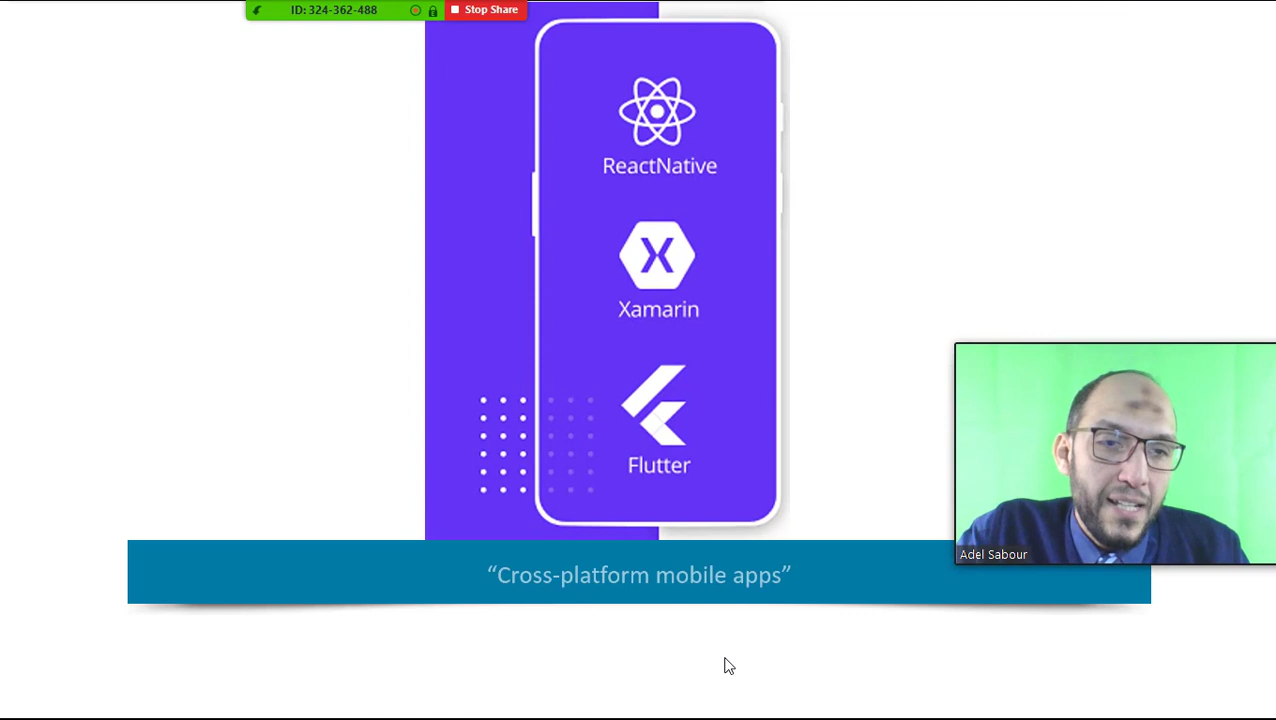 ID: 324-362-488
Stop Share
ReactNative
Xamarin
Flutter
Adel Sabour
“Cross-platform mobile apps”